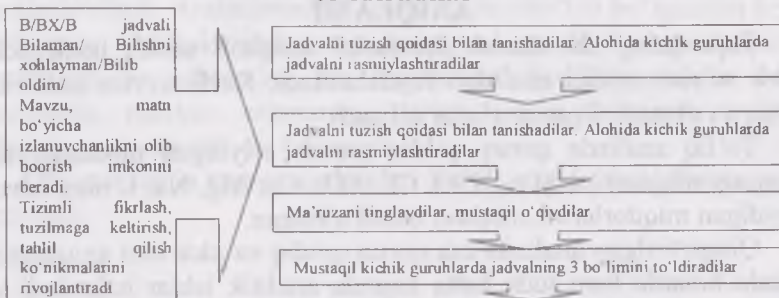 B/BX/B jadvali
Bilaman/ Bilishni
xohlayman/Bilib
oldim/
Mavzu, matn
bo'yicha
izlanuvchanlikni olib
borish imkonini
beradi.
Tizimli fikrlash,
tuzilmaga keltirish,
tahlil qilish
ko'nikmalarini
rivojlantiradi
Jadvalni tuzish qoidasi bilan tanishadilar. Alohida kichik guruhlarda
jadvalni rasmiylashtiradilar
Jadvalni tuzish qoidasi bilan tanishadilar. Alohida kichik guruhlarda
jadvalni rasmiylashtiradilar
Ma'ruzani tinglaydilar, mustaqil o'qiydilar
Mustaqil kichik guruhlarda jadvalning 3 bo'limini to'ldiradilar